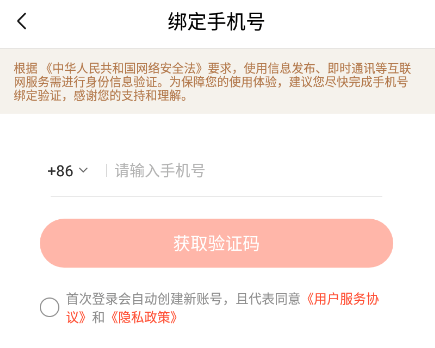 绑定手机号
根据 《中华人民共和国网络安全法》要求，使用信息发布、即时通讯等互联
网服务需进行身份信息验证。为保障您的使用体验，建议您尽快完成手机号
绑定验证，感谢您的支持和理解。
+86 请输入手机号
获取验证码
首次登录会自动创建新账号，且代表同意《用户服务协
议》和《隐私政策》